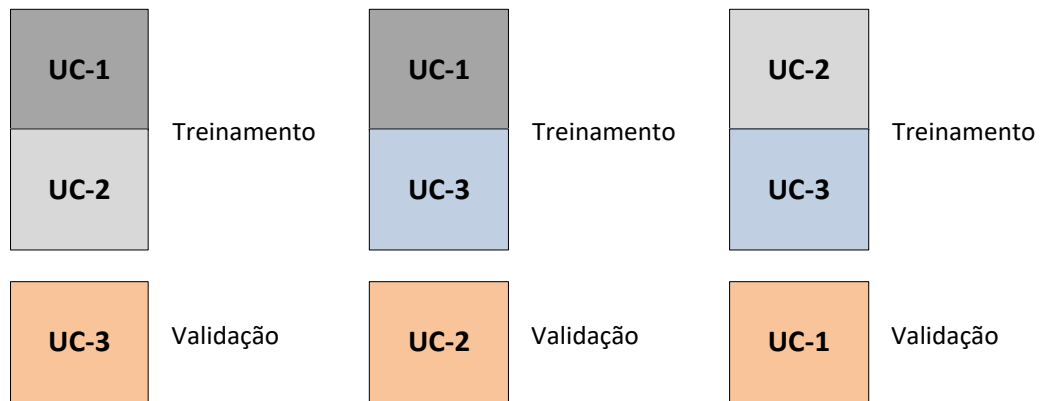 UC-1
UC-2
Treinamento
UC-3
Validação
UC-1
UC-3
Treinamento
UC-2
Validação
UC-2
UC-3
Treinamento
UC-1
Validação